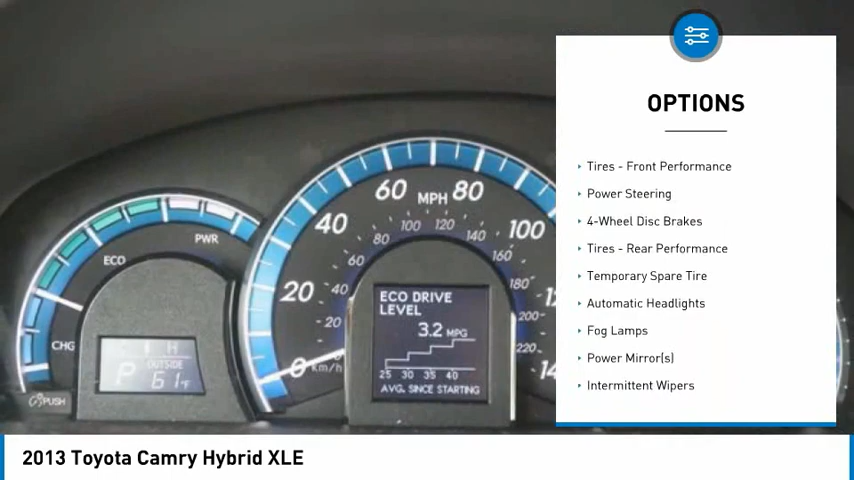 OPTIONS
Tires - Front Performance
Power Steering
4-Wheel Disc Brakes
Tires - Rear Performance
Temporary Spare Tire
Automatic Headlights
Fog Lamps
Power Mirror(s)
Intermittent Wipers
CHG
ECO
PWR
OUTSIDE
P 61°F
PUSH
0 20 40 60 80 100
MPH
20 40 60 80 100 120 140 160 180 200 220
km/h
ECO DRIVE
LEVEL
3.2 MPG
25 30 35 40
AVG. SINCE STARTING
2013 Toyota Camry Hybrid XLE